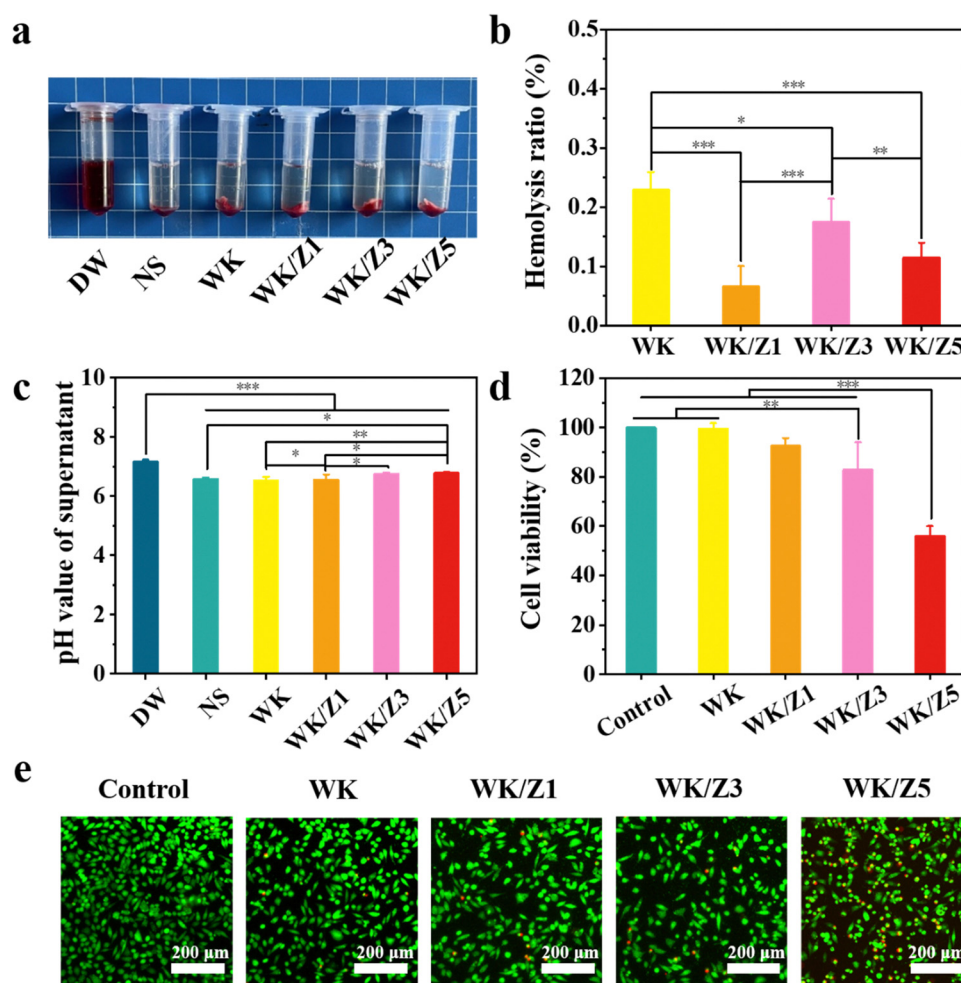 a
DW
NS
WK
WK/Z1
WK/Z3
WK/Z5
b
Hemolysis ratio (%)
0.5
0.4
0.3
0.2
0.1
0.0
***
*
***
**
***
WK
WK/Z1
WK/Z3
WK/Z5
c
pH value of supernatant
10
8
6
4
2
0
***
*
**
*
*
*
DW
NS
WK
WK/Z1
WK/Z3
WK/Z5
d
Cell viability (%)
120
100
80
60
40
20
0
***
**
Control
WK
WK/Z1
WK/Z3
WK/Z5
e
Control
WK
WK/Z1
WK/Z3
WK/Z5
200 µm
200 µm
200 µm
200 µm
200 µm